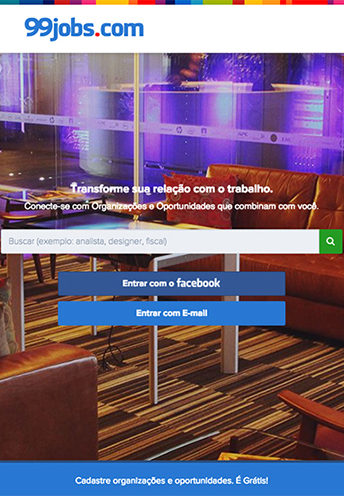 99jobs.com
Transforme sua relação com o trabalho.
Conecte-se com Organizações e Oportunidades que combinam com você.
Buscar (exemplo: analista, designer, fiscal)
Entrar com o facebook
Entrar com E-mail
Cadastre organizações e oportunidades. É Grátis!